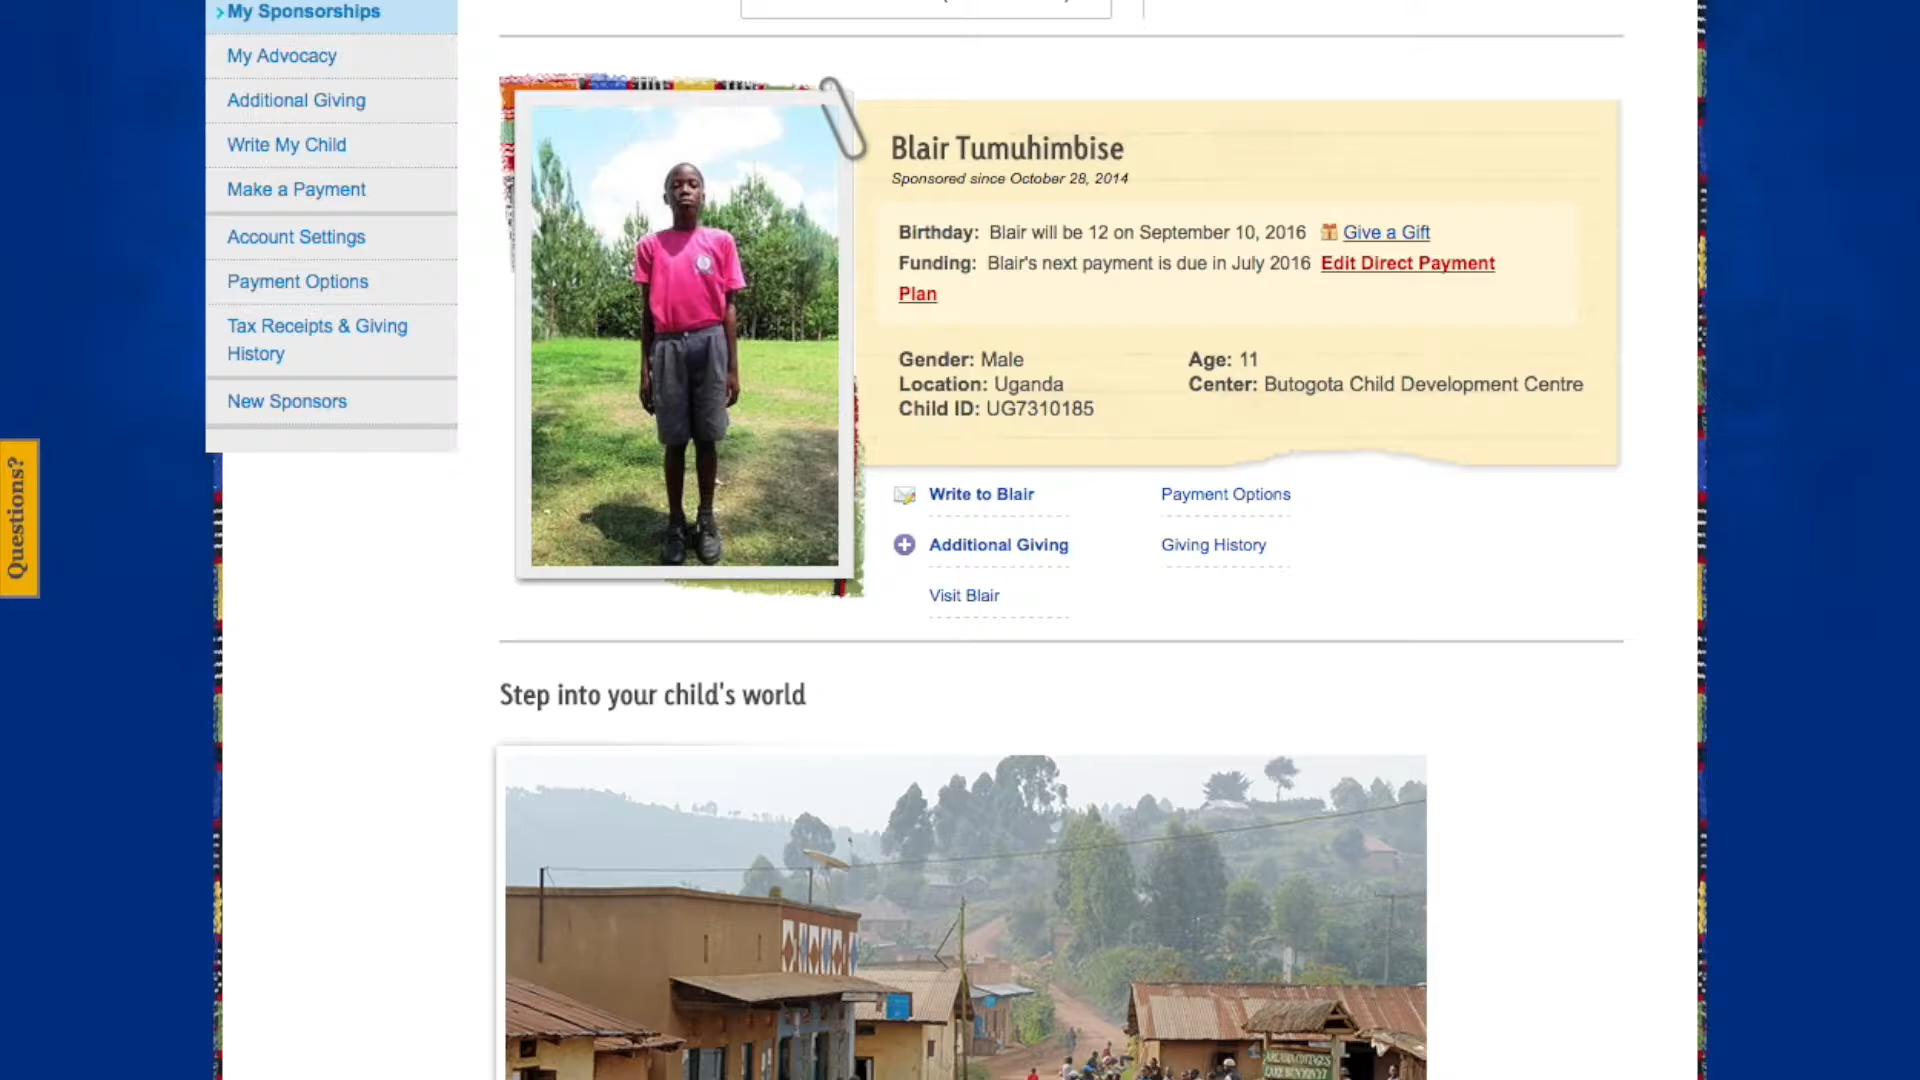 My Sponsorships
My Advocacy
Additional Giving
Write My Child
Make a Payment
Account Settings
Payment Options
Tax Receipts & Giving
History
New Sponsors
Questions?
Blair Tumuhimbise
Sponsored since October 28, 2014
Birthday: Blair will be 12 on September 10, 2016 Give a Gift
Funding: Blair's next payment is due in July 2016 Edit Direct Payment
Plan
Gender: Male Age: 11
Location: Uganda Center: Butogota Child Development Centre
Child ID: UG7310185
Write to Blair Payment Options
Additional Giving Giving History
Visit Blair
Step into your child's world